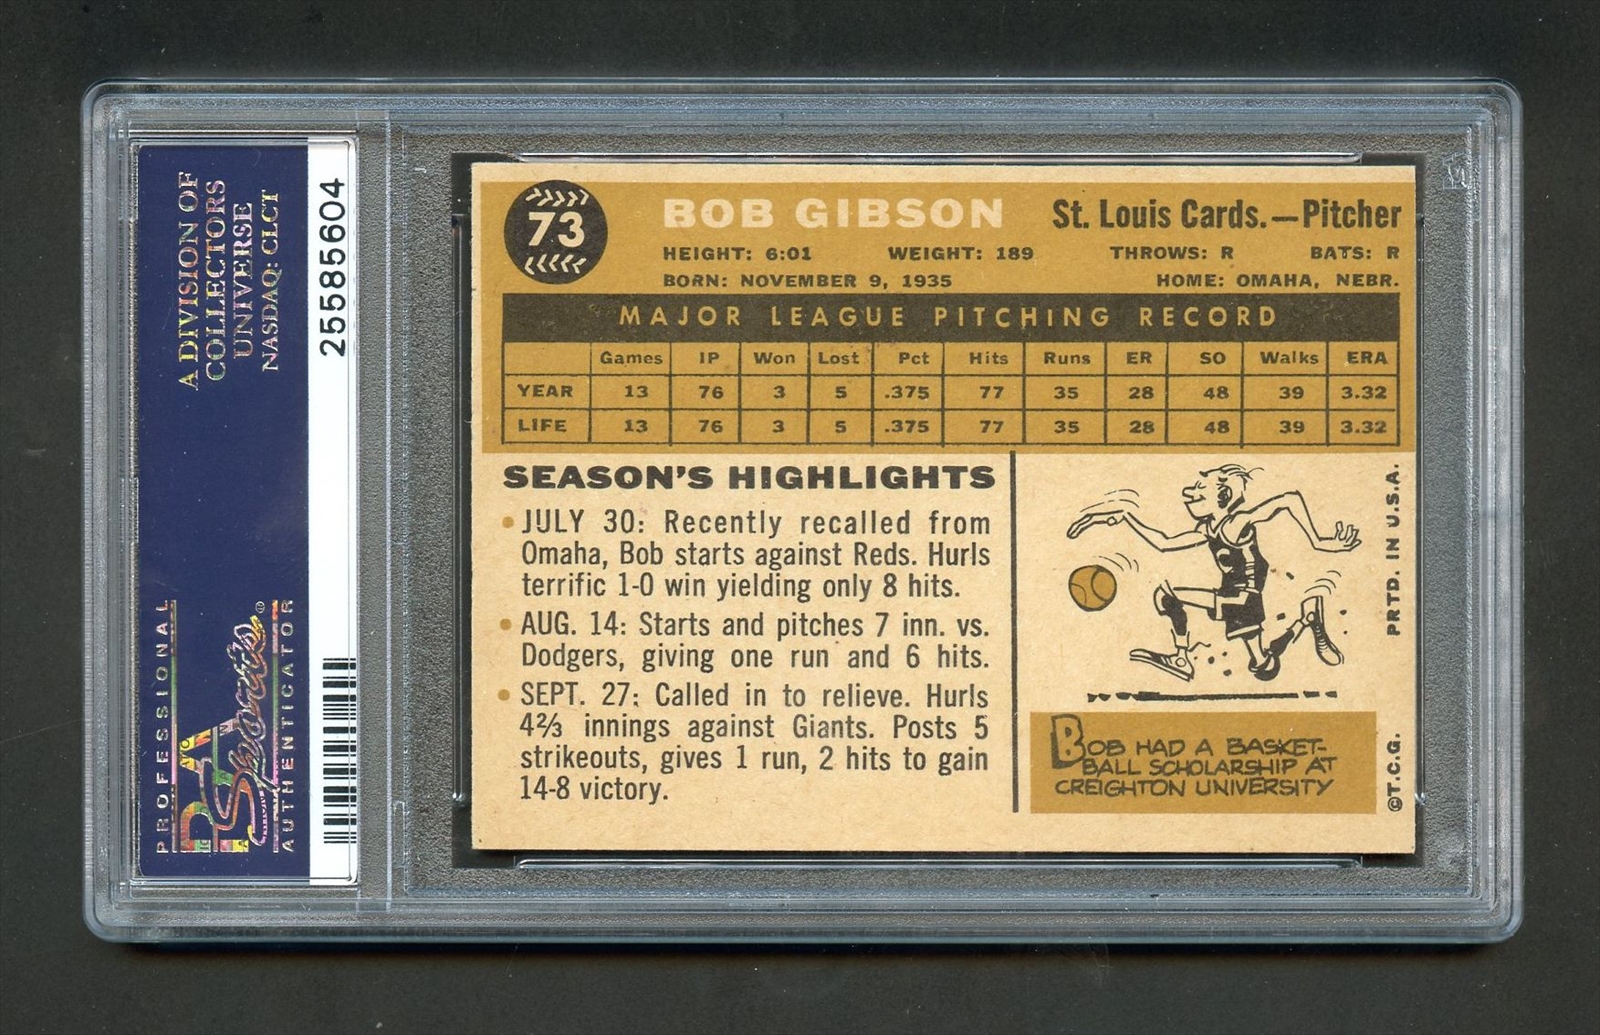 A DIVISION OF
COLLECTORS
UNIVERSE
NASDAQ: CLCT
25585604
PROFESSIONAL
PSA
Sports
AUTHENTICATOR
73
BOB GIBSON
St. Louis Cards.—Pitcher
HEIGHT: 6:01 WEIGHT: 189 THROWS: R BATS: R
BORN: NOVEMBER 9, 1935 HOME: OMAHA, NEBR.
MAJOR LEAGUE PITCHING RECORD
Games IP Won Lost Pct Hits Runs ER SO Walks ERA
YEAR 13 76 3 5 .375 77 35 28 48 39 3.32
LIFE 13 76 3 5 .375 77 35 28 48 39 3.32
SEASON'S HIGHLIGHTS
• JULY 30: Recently recalled from
Omaha, Bob starts against Reds. Hurls
terrific 1-0 win yielding only 8 hits.
• AUG. 14: Starts and pitches 7 inn. vs.
Dodgers, giving one run and 6 hits.
• SEPT. 27: Called in to relieve. Hurls
4⅔ innings against Giants. Posts 5
strikeouts, gives 1 run, 2 hits to gain
14-8 victory.
BOB HAD A BASKET-
BALL SCHOLARSHIP AT
CREIGHTON UNIVERSITY
PRTD. IN U.S.A.
©T.C.G.